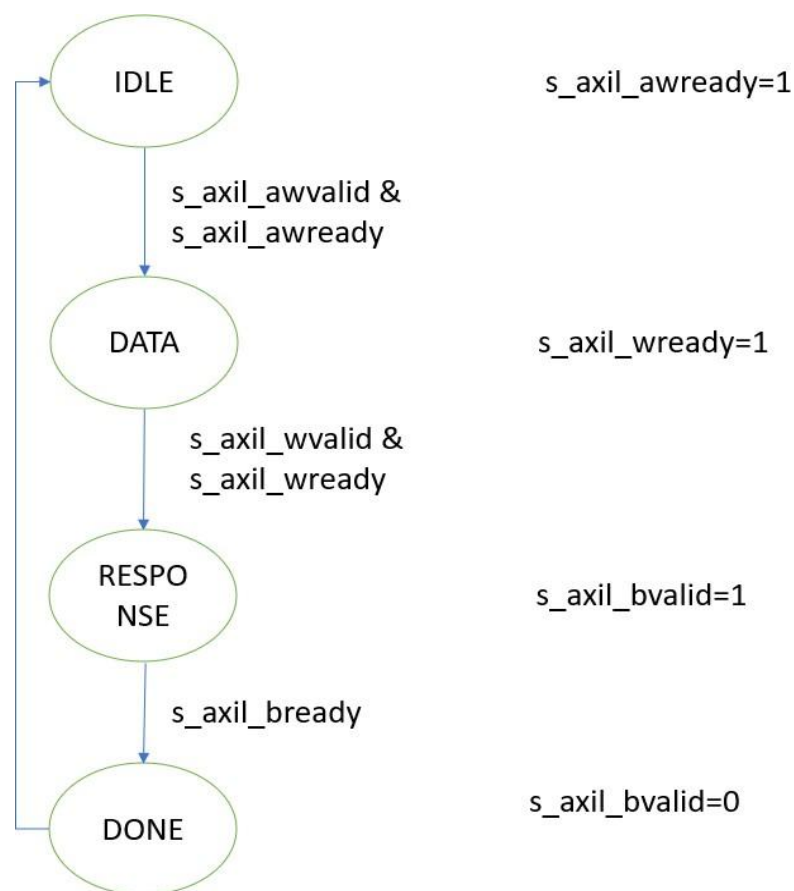 IDLE
s_axil_awready=1
s_axil_awvalid &
s_axil_awready
DATA
s_axil_wready=1
s_axil_wvalid &
s_axil_wready
RESPO
NSE
s_axil_bvalid=1
s_axil_bready
s_axil_bvalid=0
DONE